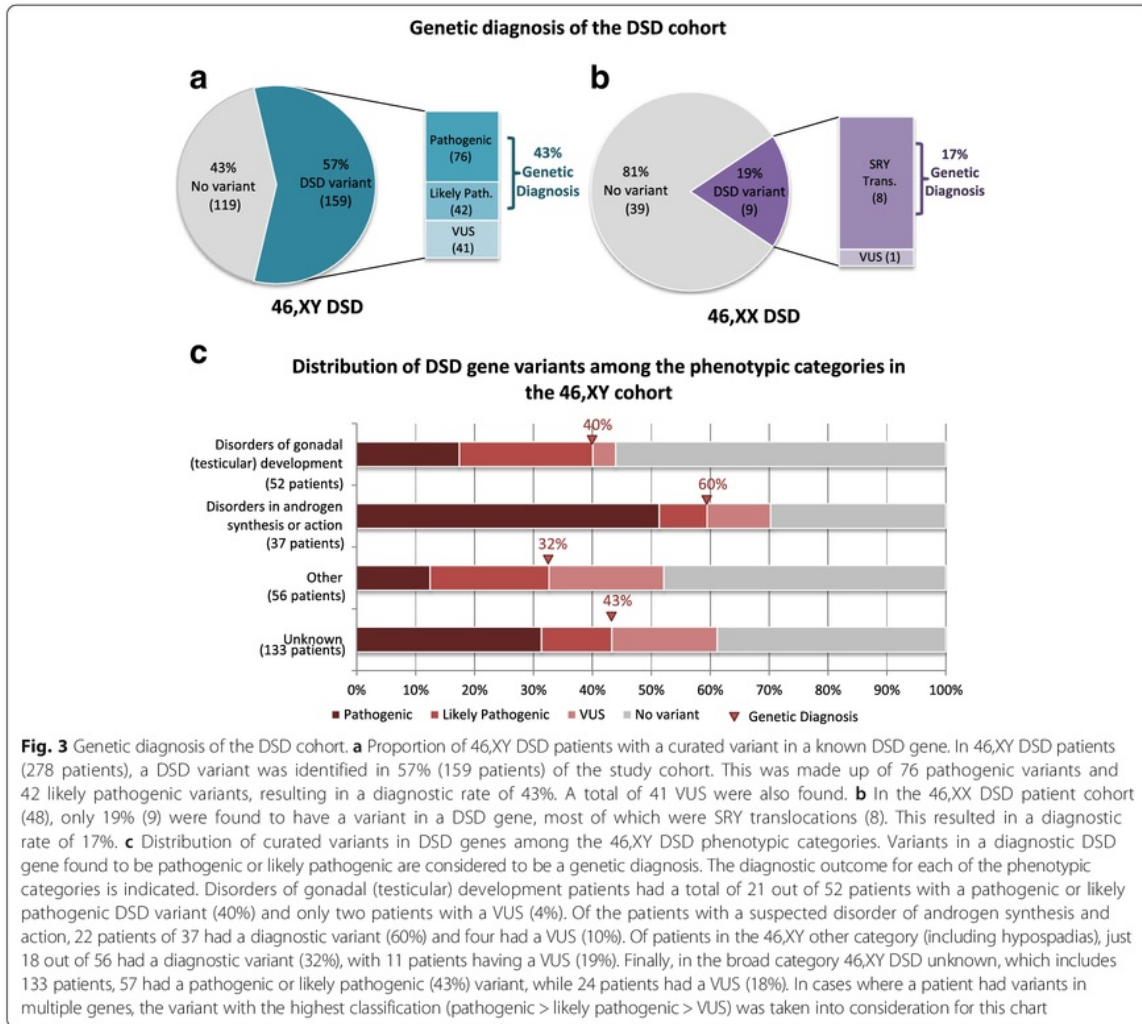 Genetic diagnosis of the DSD cohort
a
43%
No variant
(119)
57%
DSD variant
(159)
Pathogenic
(76)
Likely Path.
(42)
VUS
(41)
43%
Genetic
Diagnosis
46,XY DSD
b
81%
No variant
(39)
19%
DSD variant
(9)
SRY
Trans.
(8)
VUS (1)
17%
Genetic
Diagnosis
46,XX DSD
c
Distribution of DSD gene variants among the phenotypic categories in
the 46,XY cohort
Disorders of gonadal
(testicular) development
(52 patients)
40%
Disorders in androgen
synthesis or action
(37 patients)
60%
Other
(56 patients)
32%
Unknown
(133 patients)
43%
0% 10% 20% 30% 40% 50% 60% 70% 80% 90% 100%
Pathogenic Likely Pathogenic VUS No variant Genetic Diagnosis
Fig. 3 Genetic diagnosis of the DSD cohort. a Proportion of 46,XY DSD patients with a curated variant in a known DSD gene. In 46,XY DSD patients
(278 patients), a DSD variant was identified in 57% (159 patients) of the study cohort. This was made up of 76 pathogenic variants and
42 likely pathogenic variants, resulting in a diagnostic rate of 43%. A total of 41 VUS were also found. b In the 46,XX DSD patient cohort
(48), only 19% (9) were found to have a variant in a DSD gene, most of which were SRY translocations (8). This resulted in a diagnostic
rate of 17%. c Distribution of curated variants in DSD genes among the 46,XY DSD phenotypic categories. Variants in a diagnostic DSD
gene found to be pathogenic or likely pathogenic are considered to be a genetic diagnosis. The diagnostic outcome for each of the phenotypic
categories is indicated. Disorders of gonadal (testicular) development patients had a total of 21 out of 52 patients with a pathogenic or likely
pathogenic DSD variant (40%) and only two patients with a VUS (4%). Of the patients with a suspected disorder of androgen synthesis and
action, 22 patients of 37 had a diagnostic variant (60%) and four had a VUS (10%). Of patients in the 46,XY other category (including hypospadias), just
18 out of 56 had a diagnostic variant (32%), with 11 patients having a VUS (19%). Finally, in the broad category 46,XY DSD unknown, which includes
133 patients, 57 had a pathogenic or likely pathogenic (43%) variant, while 24 patients had a VUS (18%). In cases where a patient had variants in
multiple genes, the variant with the highest classification (pathogenic > likely pathogenic > VUS) was taken into consideration for this chart